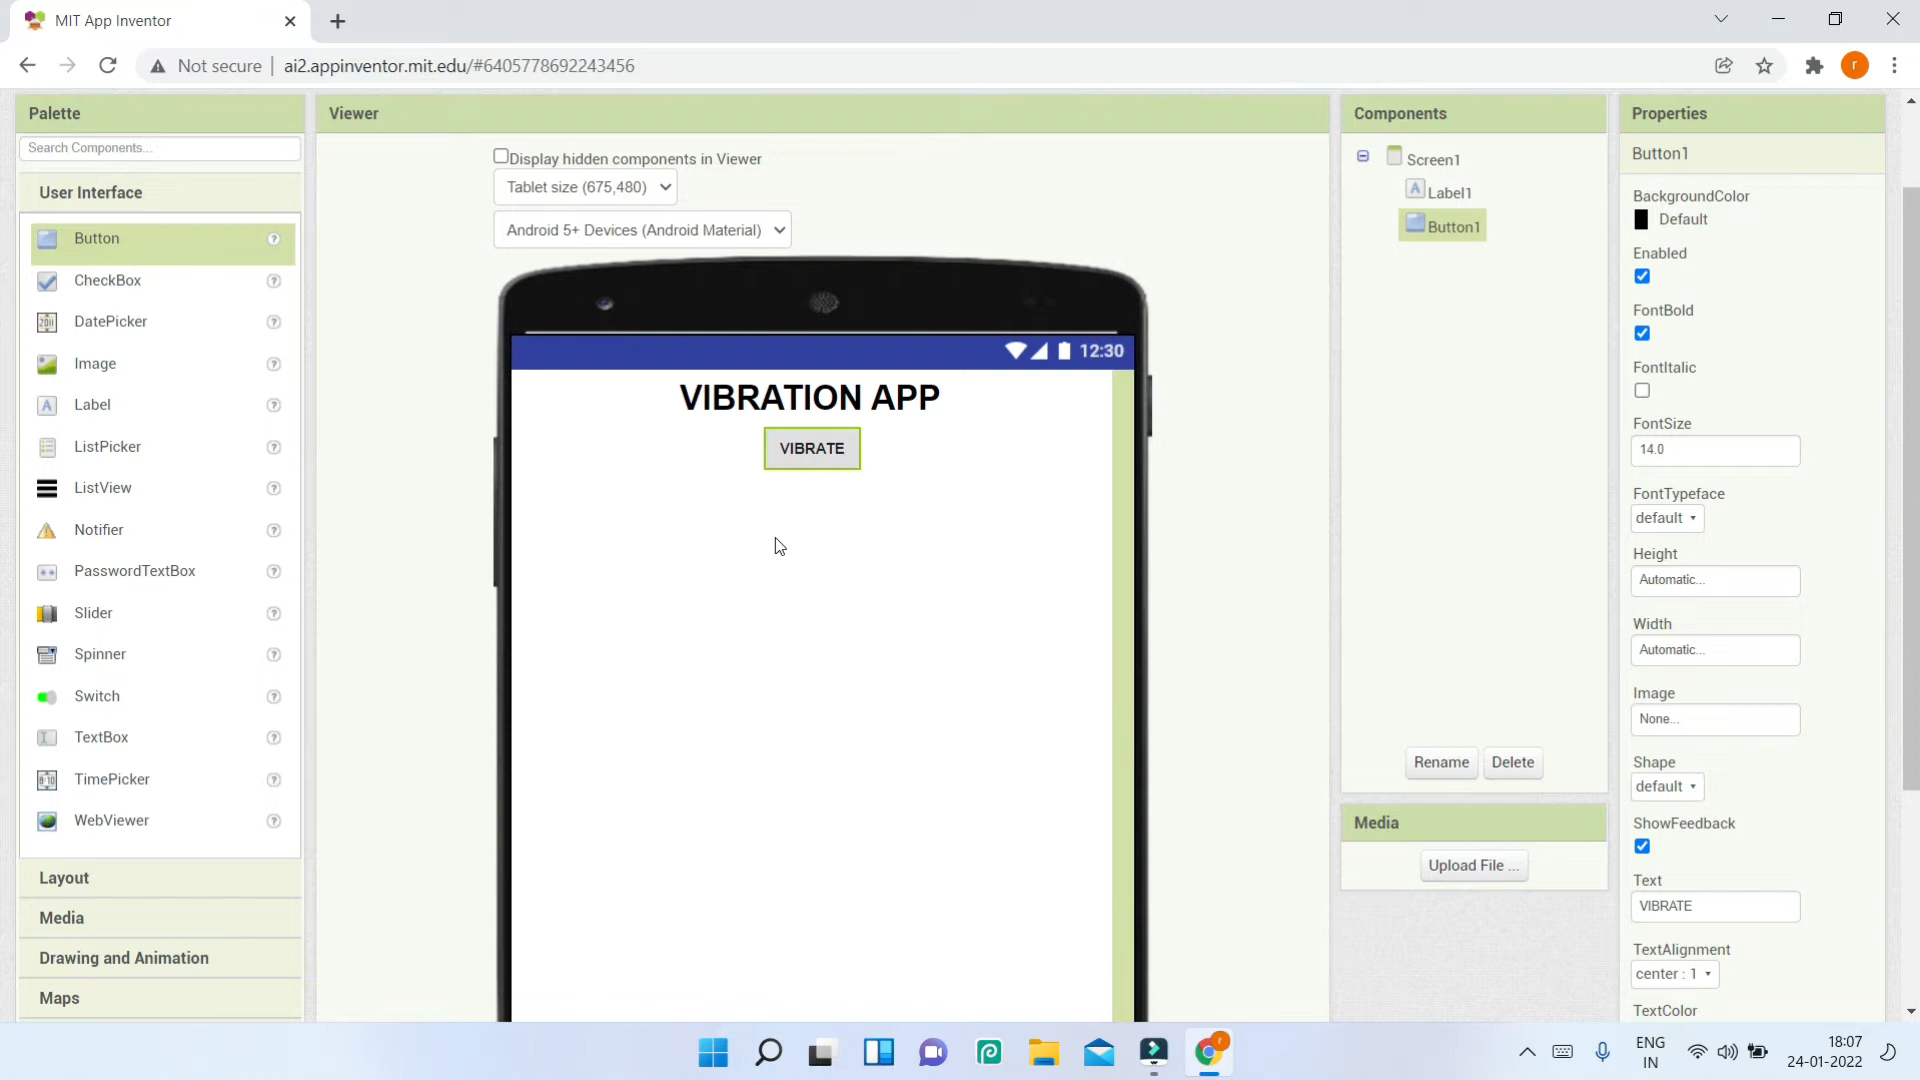 MIT App Inventor
Not secure
ai2.appinventor.mit.edu/#6405778692243456
r
Palette
Search Components...
User Interface
Button
?
CheckBox
?
DatePicker
?
Image
?
Label
?
ListPicker
?
ListView
?
Notifier
?
PasswordTextBox
?
Slider
?
Spinner
?
Switch
?
TextBox
?
TimePicker
?
WebViewer
?
Layout
Media
Drawing and Animation
Maps
Viewer
Display hidden components in Viewer
Tablet size (675,480)
Android 5+ Devices (Android Material)
12:30
VIBRATION APP
VIBRATE
Components
Screen1
A Label1
Button1
Rename
Delete
Media
Upload File ...
Properties
Button1
BackgroundColor
Default
Enabled
FontBold
FontItalic
FontSize
14.0
FontTypeface
default
Height
Automatic...
Width
Automatic...
Image
None...
Shape
default
ShowFeedback
Text
VIBRATE
TextAlignment
center : 1
TextColor
ENG
IN
18:07
24-01-2022